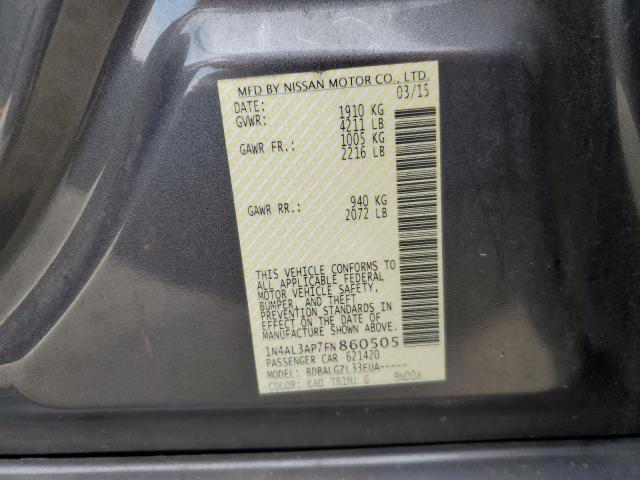 MFD BY NISSAN MOTOR CO., LTD.
DATE: 03/15
GVWR: 1910 KG
4211 LB
GAWR FR.: 1005 KG
2216 LB
GAWR RR.: 940 KG
2072 LB
THIS VEHICLE CONFORMS TO
ALL APPLICABLE FEDERAL
MOTOR VEHICLE SAFETY,
BUMPER, AND THEFT
PREVENTION STANDARDS IN
EFFECT ON THE DATE OF
MANUFACTURE SHOWN ABOVE.
1N4AL3AP7FN860505
PASSENGER CAR 621420
MODEL: BDBALGZL33EUA-----
COLOR: KAD TRIM: G 9N00A